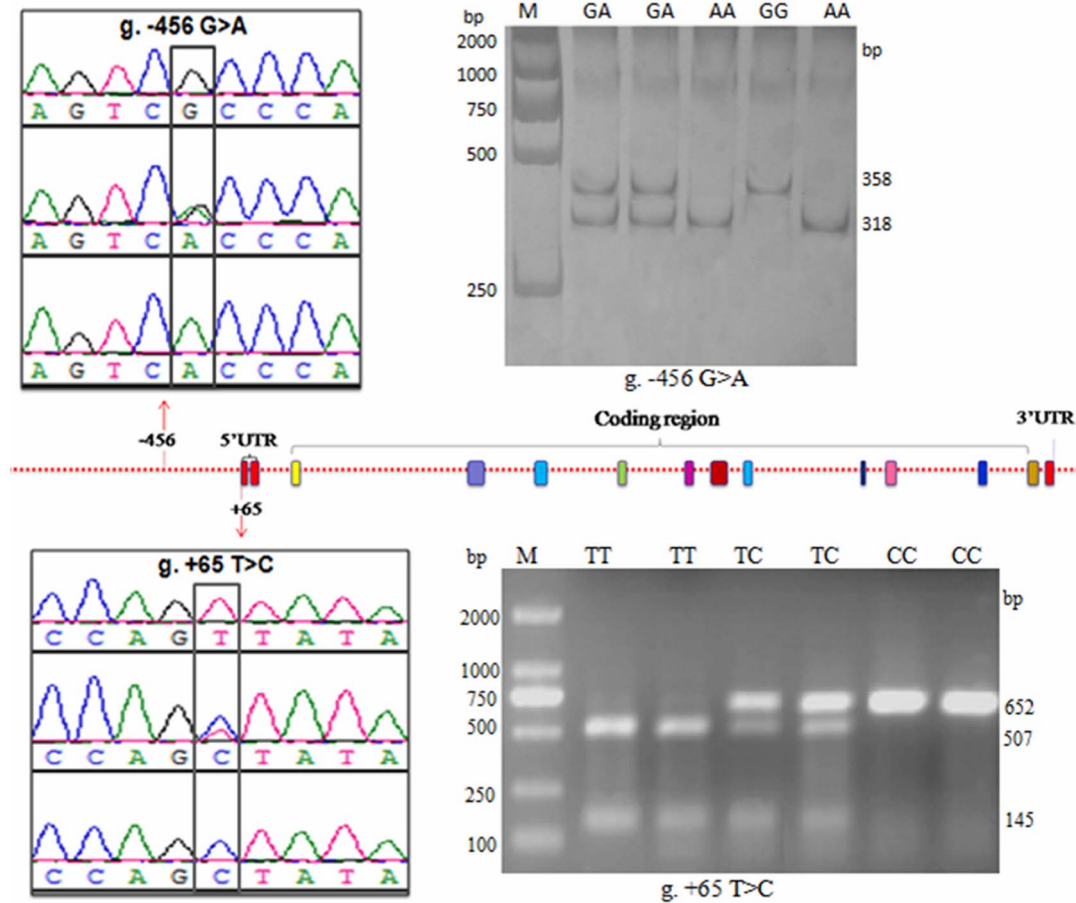 g. -456 G>A
A G T C G C C C A
A G T C A C C C A
A G T C A C C C A
bp M GA GA AA GG AA
bp
2000
1000
750
500
250
358
318
g. -456 G>A
-456
5'UTR
Coding region
3'UTR
+65
g. +65 T>C
C C A G T T A T A
C C A G C T A T A
C C A G C T A T A
bp M TT TT TC TC CC CC
bp
2000
1000
750
500
250
100
652
507
145
g. +65 T>C